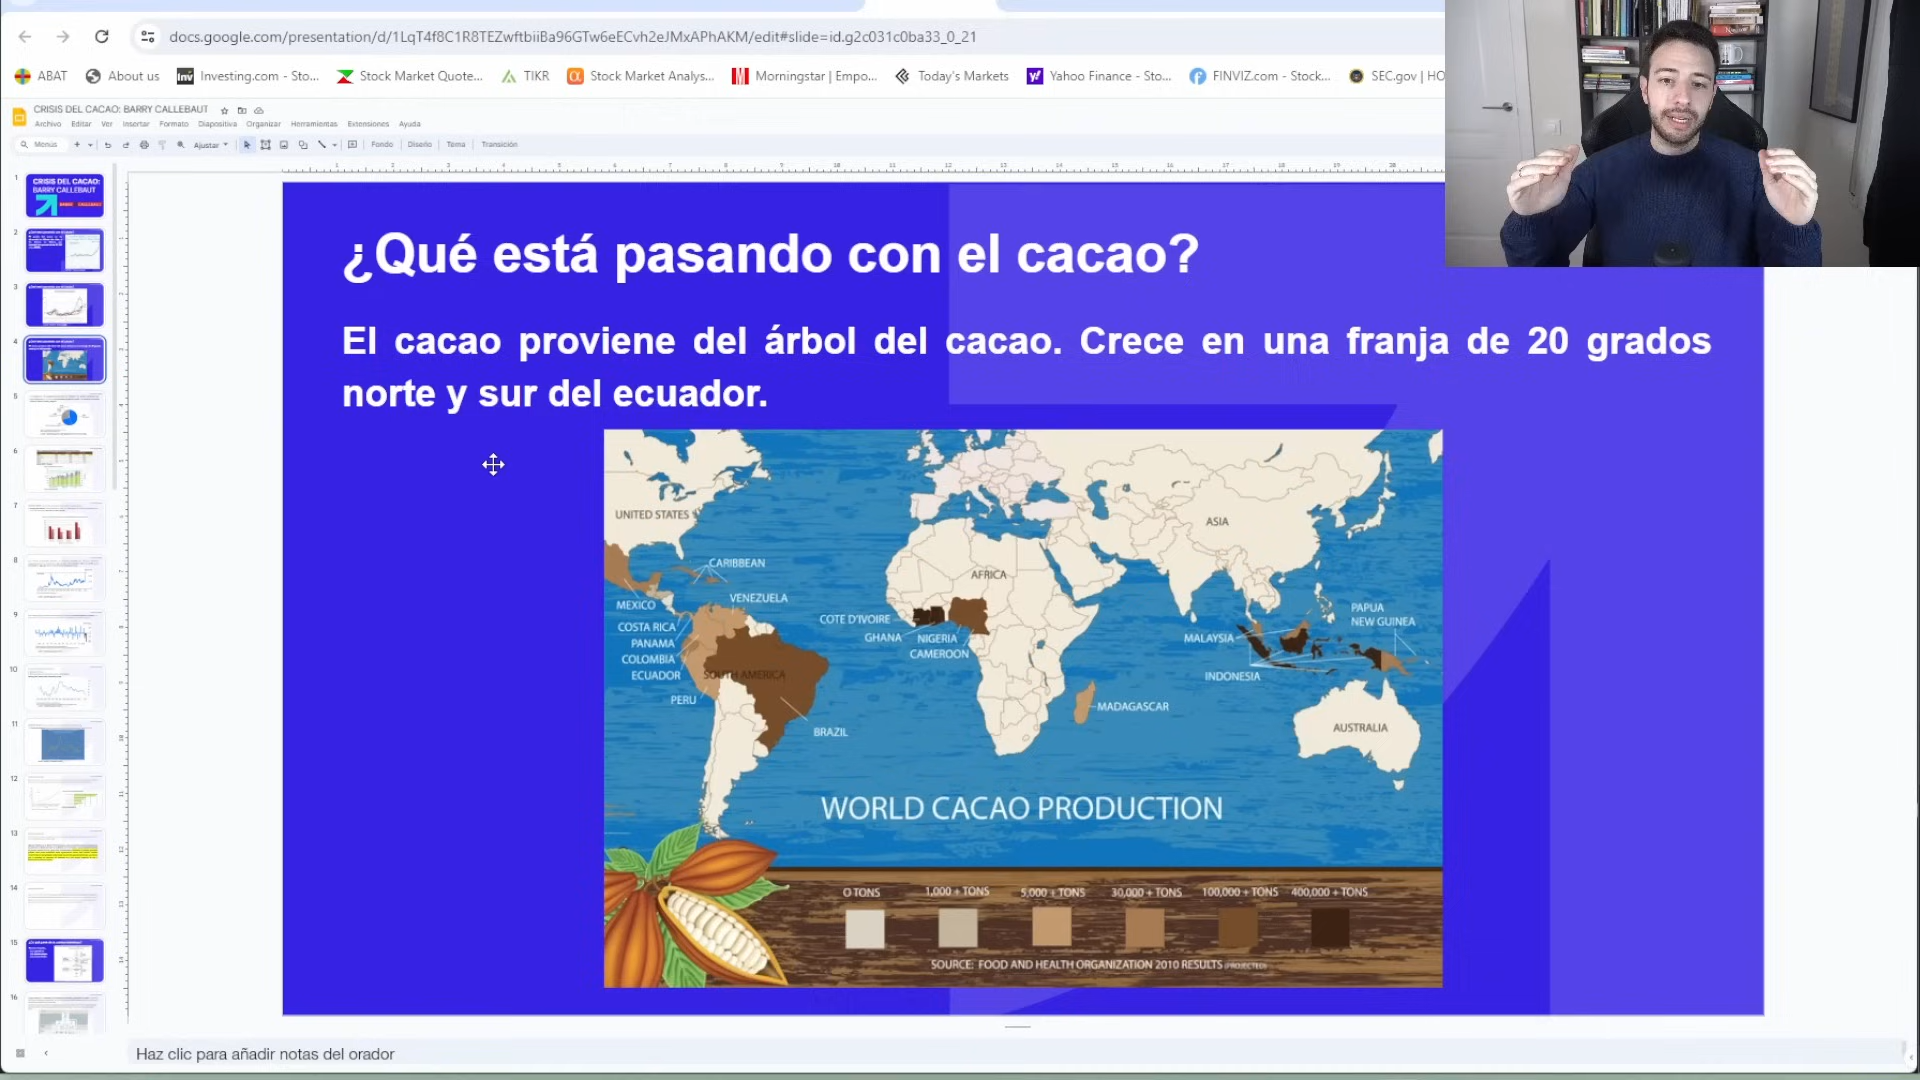 docs.google.com/presentation/d/1LqT4f8C1R8TEZwftbiiBa96GTw6eECvh2eJMxAPhAKM/edit#slide=id.g2c031c0ba33_0_21
ABAT
About us
Investing.com - Sto...
Stock Market Quote...
TIKR
Stock Market Analys...
Morningstar | Empo...
Today's Markets
Yahoo Finance - Sto...
FINVIZ.com - Stock...
SEC.gov | HO
CRISIS DEL CACAO: BARRY CALLEBAUT
Archivo Editar Ver Insertar Formato Diapositiva Organizar Herramientas Extensiones Ayuda
Menús
Ajustar
Fondo
Diseño
Tema
Transición
CRISIS DEL CACAO:
BARRY CALLEBAUT
¿Qué está pasando con el cacao?
El cacao proviene del árbol del cacao. Crece en una franja de 20 grados
norte y sur del ecuador.
UNITED STATES
ASIA
CARIBBEAN
AFRICA
MEXICO
VENEZUELA
COSTA RICA
PANAMA
COLOMBIA
ECUADOR
SOUTH AMERICA
PERU
BRAZIL
COTE D'IVOIRE
GHANA
NIGERIA
CAMEROON
MADAGASCAR
MALAYSIA
INDONESIA
PAPUA
NEW GUINEA
AUSTRALIA
WORLD CACAO PRODUCTION
0 TONS
1,000 + TONS
5,000 + TONS
30,000 + TONS
100,000 + TONS
400,000 + TONS
SOURCE: FOOD AND HEALTH ORGANIZATION 2010 RESULTS (PROJECTED)
Haz clic para añadir notas del orador